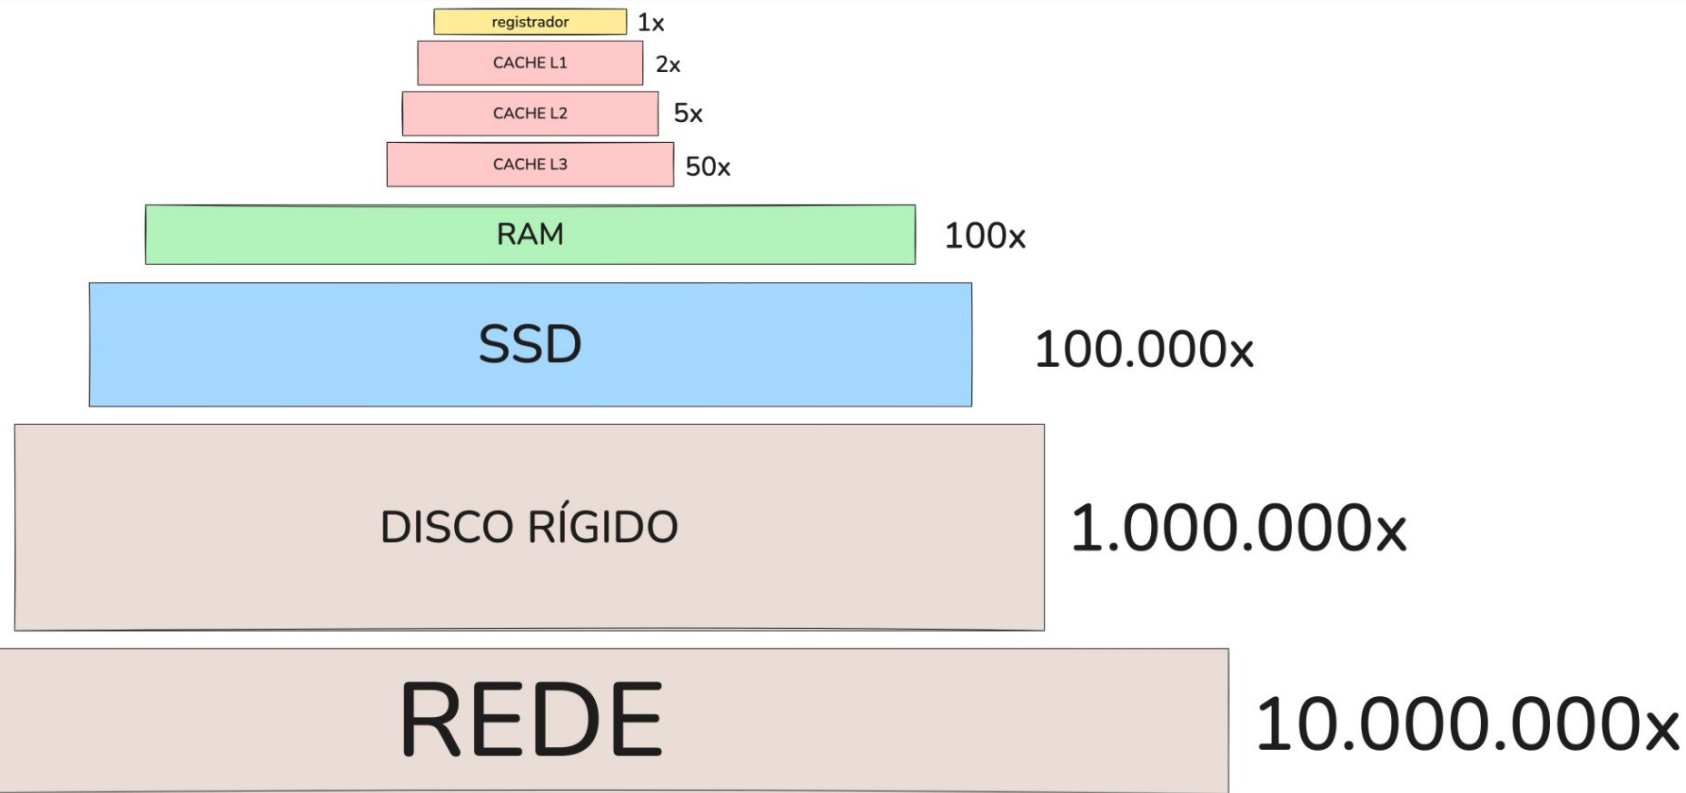 registrador 1x
CACHE L1 2x
CACHE L2 5x
CACHE L3 50x
RAM 100x
SSD 100.000x
DISCO RÍGIDO 1.000.000x
REDE 10.000.000x